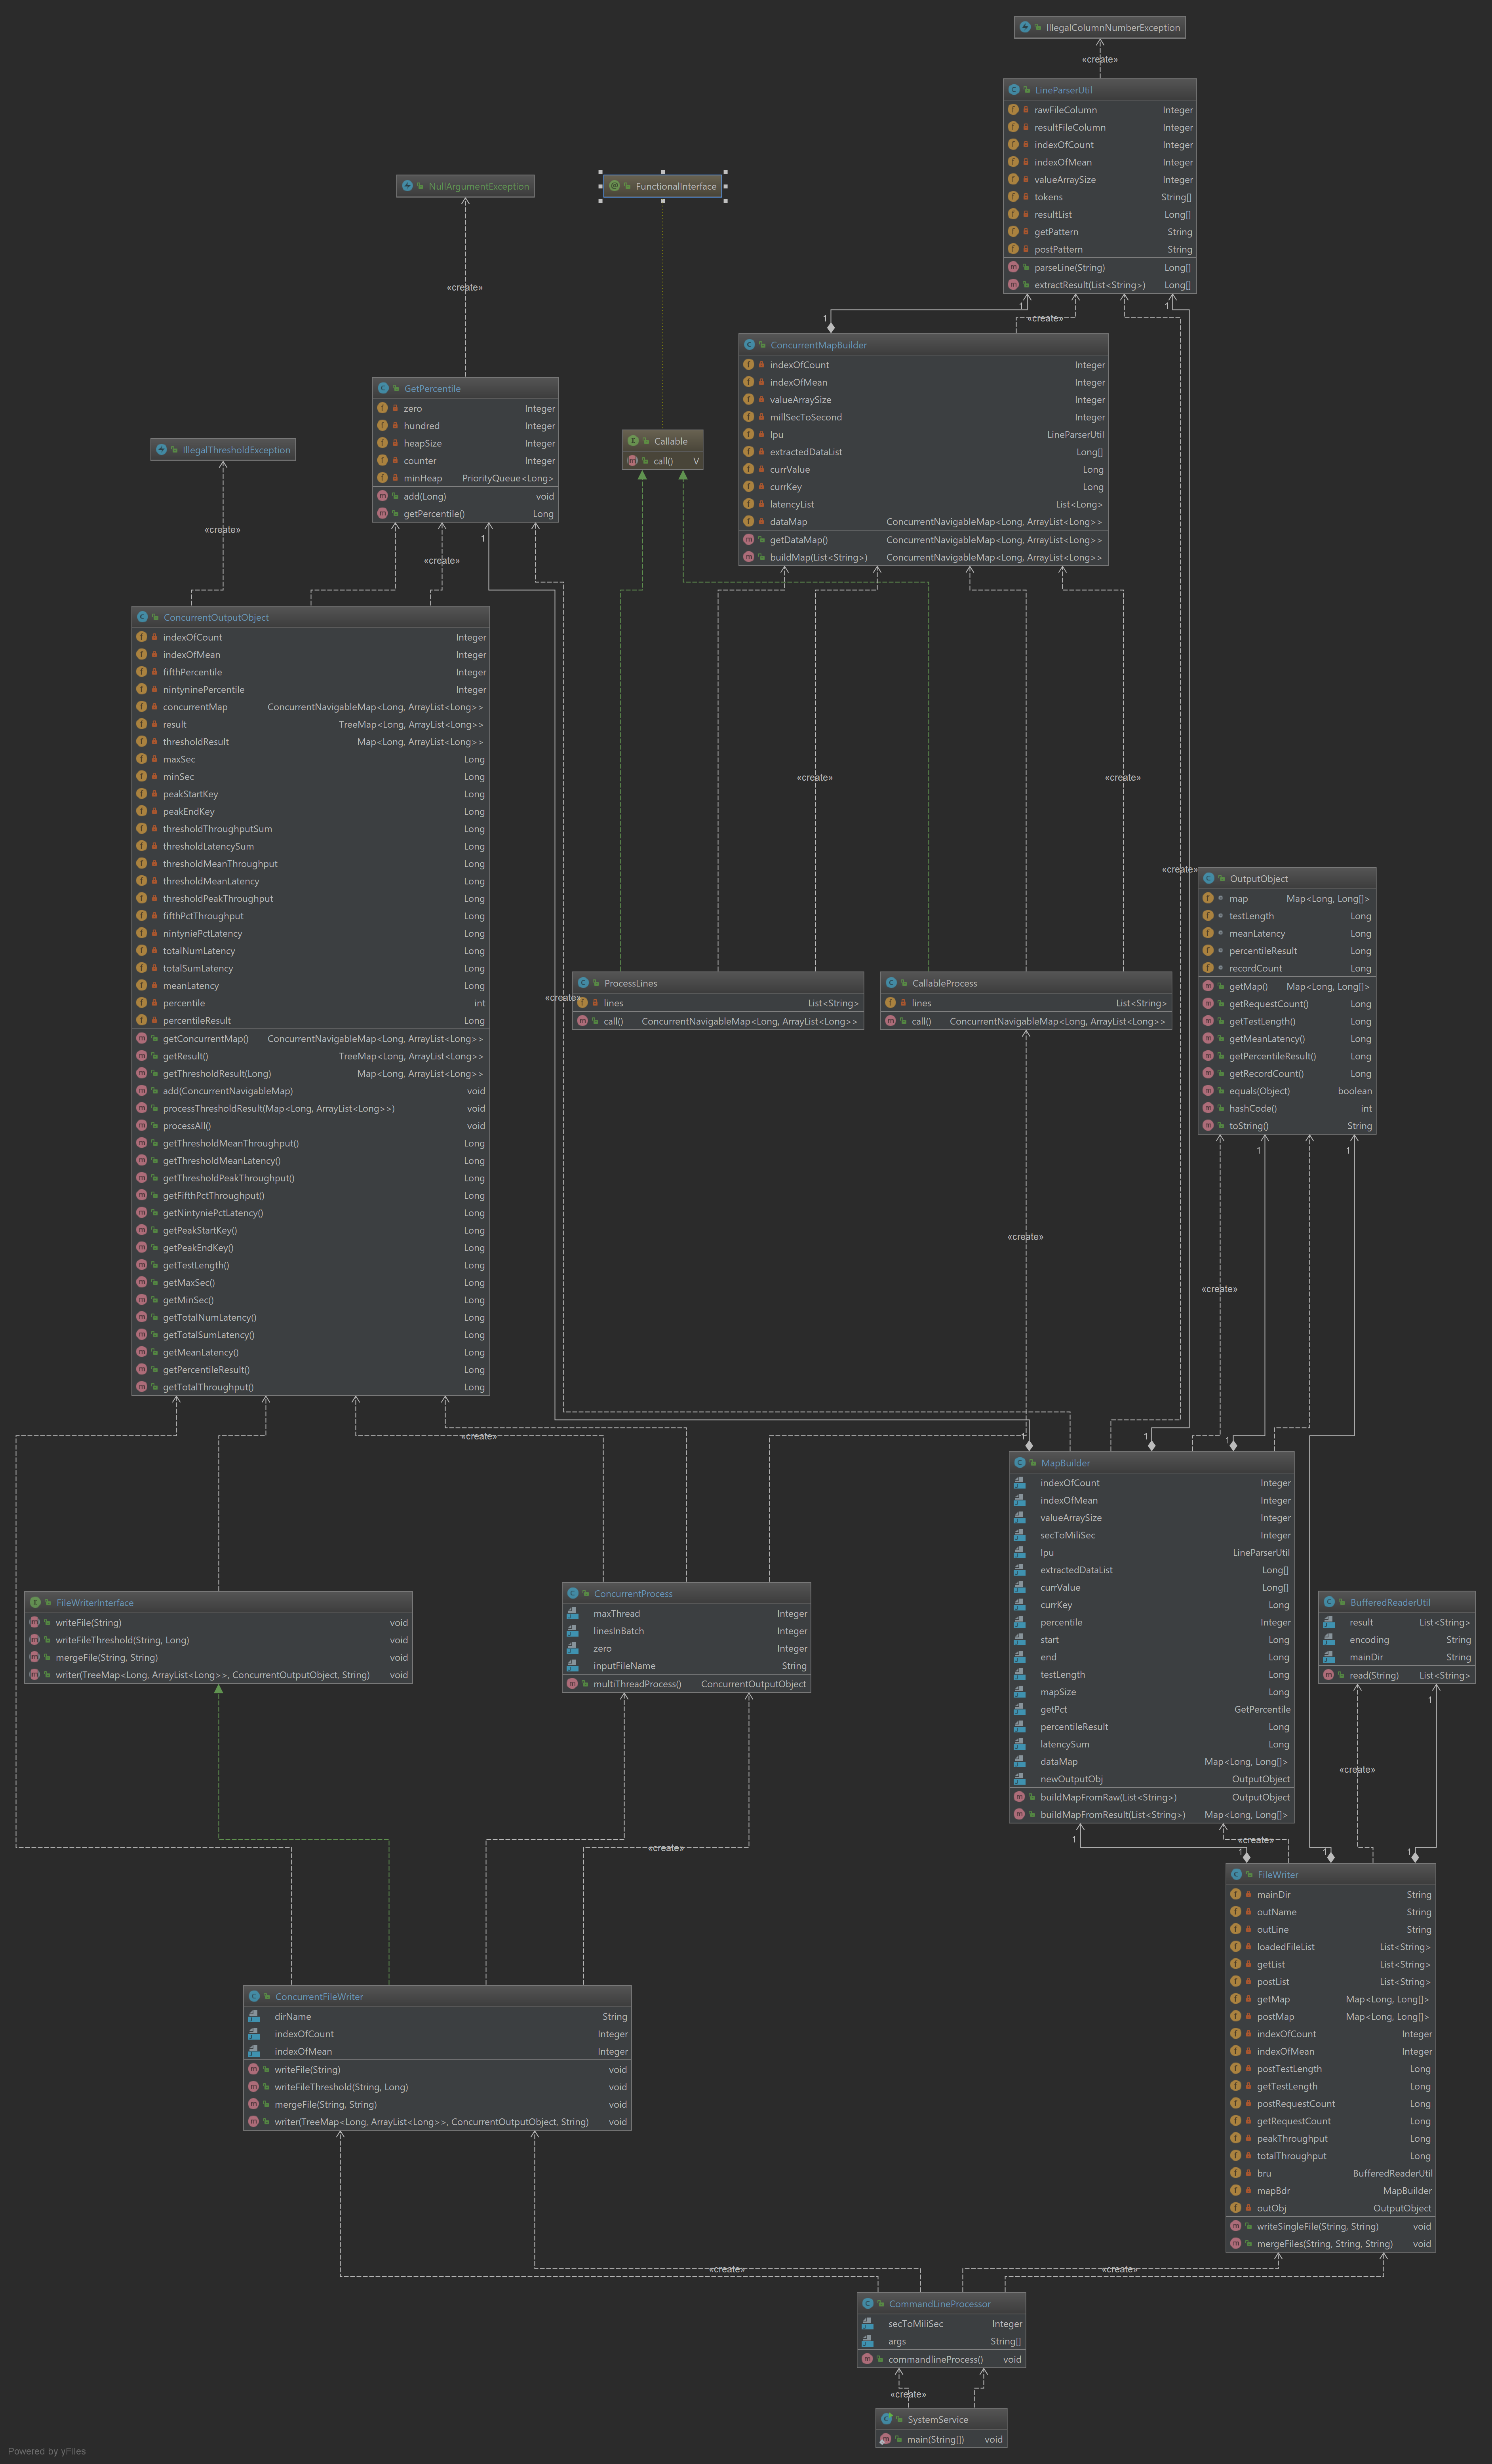 IllegalColumnNumberException
«create»
LineParserUtil
rawFileColumn Integer
resultFileColumn Integer
indexOfCount Integer
indexOfMean Integer
valueArraySize Integer
tokens String[]
resultList Long[]
getPattern String
postPattern String
parseLine(String) Long[]
extractResult(List<String>) Long[]
NullArgumentException
FunctionalInterface
«create»
1
1
«create»
1
ConcurrentMapBuilder
indexOfCount Integer
indexOfMean Integer
valueArraySize Integer
millSecToSecond Integer
lpu LineParserUtil
extractedDataList Long[]
currValue Long
currKey Long
latencyList List<Long>
dataMap ConcurrentNavigableMap<Long, ArrayList<Long>>
getDataMap() ConcurrentNavigableMap<Long, ArrayList<Long>>
buildMap(List<String>) ConcurrentNavigableMap<Long, ArrayList<Long>>
GetPercentile
zero Integer
hundred Integer
heapSize Integer
counter Integer
minHeap PriorityQueue<Long>
add(Long) void
getPercentile() Long
Callable
call() V
IllegalThresholdException
«create»
«create»
1
ConcurrentOutputObject
indexOfCount Integer
indexOfMean Integer
fifthPercentile Integer
nintyninePercentile Integer
concurrentMap ConcurrentNavigableMap<Long, ArrayList<Long>>
result TreeMap<Long, ArrayList<Long>>
thresholdResult Map<Long, ArrayList<Long>>
maxSec Long
minSec Long
peakStartKey Long
peakEndKey Long
thresholdThroughputSum Long
thresholdLatencySum Long
thresholdMeanThroughput Long
thresholdMeanLatency Long
thresholdPeakThroughput Long
fifthPctThroughput Long
nintyniePctLatency Long
totalNumLatency Long
totalSumLatency Long
meanLatency Long
percentile int
percentileResult Long
getConcurrentMap() ConcurrentNavigableMap<Long, ArrayList<Long>>
getResult() TreeMap<Long, ArrayList<Long>>
getThresholdResult(Long) Map<Long, ArrayList<Long>>
add(ConcurrentNavigableMap) void
processThresholdResult(Map<Long, ArrayList<Long>>) void
processAll() void
getThresholdMeanThroughput() Long
getThresholdMeanLatency() Long
getThresholdPeakThroughput() Long
getFifthPctThroughput() Long
getNintyniePctLatency() Long
getPeakStartKey() Long
getPeakEndKey() Long
getTestLength() Long
getMaxSec() Long
getMinSec() Long
getTotalNumLatency() Long
getTotalSumLatency() Long
getMeanLatency() Long
getPercentileResult() Long
getTotalThroughput() Long
«create»
«create»
«create»
OutputObject
map Map<Long, Long[]>
testLength Long
meanLatency Long
percentileResult Long
recordCount Long
getMap() Map<Long, Long[]>
getRequestCount() Long
getTestLength() Long
getMeanLatency() Long
getPercentileResult() Long
getRecordCount() Long
equals(Object) boolean
hashCode() int
toString() String
«create»
ProcessLines
lines List<String>
call() ConcurrentNavigableMap<Long, ArrayList<Long>>
CallableProcess
lines List<String>
call() ConcurrentNavigableMap<Long, ArrayList<Long>>
1
1
«create»
«create»
«create»
1
1
1
MapBuilder
indexOfCount Integer
indexOfMean Integer
valueArraySize Integer
secToMiliSec Integer
lpu LineParserUtil
extractedDataList Long[]
currValue Long[]
currKey Long
percentile Integer
start Long
end Long
testLength Long
mapSize Long
getPct GetPercentile
percentileResult Long
latencySum Long
dataMap Map<Long, Long[]>
newOutputObj OutputObject
buildMapFromRaw(List<String>) OutputObject
buildMapFromResult(List<String>) Map<Long, Long[]>
FileWriterInterface
writeFile(String) void
writeFileThreshold(String, Long) void
mergeFile(String, String) void
writer(TreeMap<Long, ArrayList<Long>>, ConcurrentOutputObject, String) void
ConcurrentProcess
maxThread Integer
linesInBatch Integer
zero Integer
inputFileName String
multiThreadProcess() ConcurrentOutputObject
BufferedReaderUtil
result List<String>
encoding String
mainDir String
read(String) List<String>
1
«create»
1
«create»
«create»
1
1
1
FileWriter
mainDir String
outName String
outLine String
loadedFileList List<String>
getList List<String>
postList List<String>
getMap Map<Long, Long[]>
postMap Map<Long, Long[]>
indexOfCount Integer
indexOfMean Integer
postTestLength Long
getTestLength Long
postRequestCount Long
getRequestCount Long
peakThroughput Long
totalThroughput Long
bru BufferedReaderUtil
mapBdr MapBuilder
outObj OutputObject
writeSingleFile(String, String) void
mergeFiles(String, String, String) void
ConcurrentFileWriter
dirName String
indexOfCount Integer
indexOfMean Integer
writeFile(String) void
writeFileThreshold(String, Long) void
mergeFile(String, String) void
writer(TreeMap<Long, ArrayList<Long>>, ConcurrentOutputObject, String) void
«create»
«create»
CommandLineProcessor
secToMiliSec Integer
args String[]
commandlineProcess() void
«create»
SystemService
main(String[]) void
Powered by yFiles